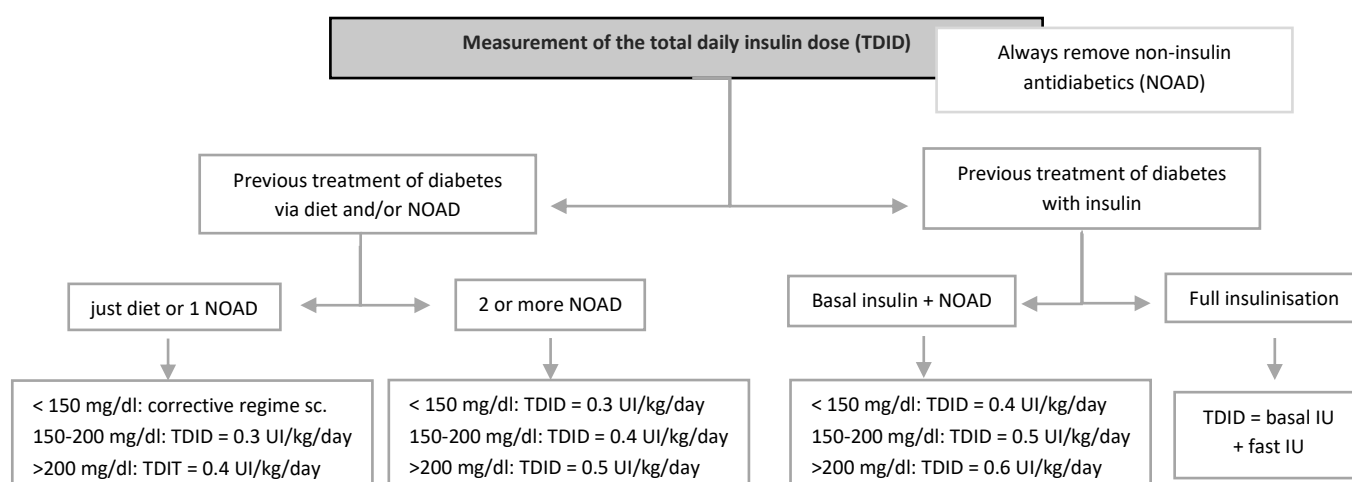 Measurement of the total daily insulin dose (TDID)
Always remove non-insulin
antidiabetics (NOAD)
Previous treatment of diabetes
via diet and/or NOAD
Previous treatment of diabetes
with insulin
just diet or 1 NOAD
2 or more NOAD
Basal insulin + NOAD
Full insulinisation
< 150 mg/dl: corrective regime sc.
150-200 mg/dl: TDID = 0.3 UI/kg/day
>200 mg/dl: TDIT = 0.4 UI/kg/day
< 150 mg/dl: TDID = 0.3 UI/kg/day
150-200 mg/dl: TDID = 0.4 UI/kg/day
>200 mg/dl: TDID = 0.5 UI/kg/day
< 150 mg/dl: TDID = 0.4 UI/kg/day
150-200 mg/dl: TDID = 0.5 UI/kg/day
>200 mg/dl: TDID = 0.6 UI/kg/day
TDID = basal IU
+ fast IU